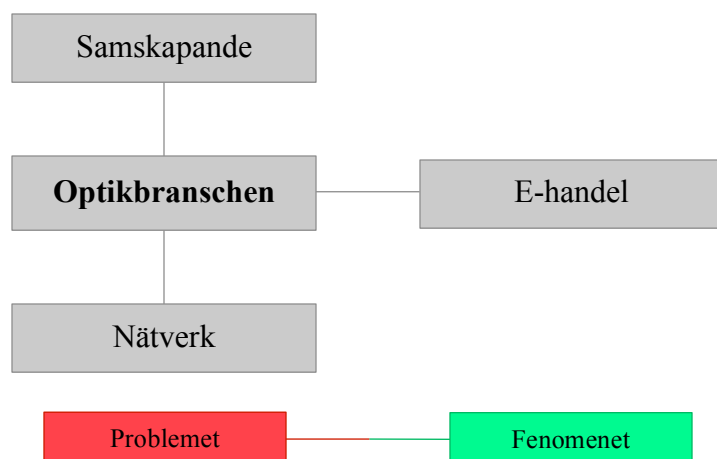 Samskapande
Optikbranschen
E-handel
Nätverk
Problemet
Fenomenet